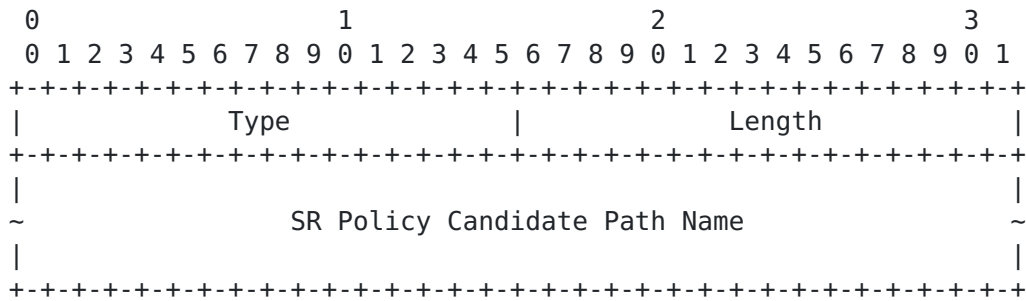 0                   1                   2                   3
 0 1 2 3 4 5 6 7 8 9 0 1 2 3 4 5 6 7 8 9 0 1 2 3 4 5 6 7 8 9 0 1
+-+-+-+-+-+-+-+-+-+-+-+-+-+-+-+-+-+-+-+-+-+-+-+-+-+-+-+-+-+-+-+-+
|             Type              |             Length            |
+-+-+-+-+-+-+-+-+-+-+-+-+-+-+-+-+-+-+-+-+-+-+-+-+-+-+-+-+-+-+-+-+
|                                                               |
~                 SR Policy Candidate Path Name                 ~
|                                                               |
+-+-+-+-+-+-+-+-+-+-+-+-+-+-+-+-+-+-+-+-+-+-+-+-+-+-+-+-+-+-+-+-+